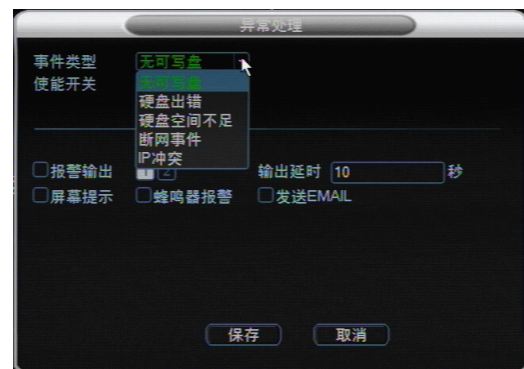 异常处理
事件类型 无可写盘
使能开关 无可写盘
硬盘出错
硬盘空间不足
断网事件
IP冲突
报警输出 1 2 输出延时 10 秒
屏幕提示 蜂鸣器报警 发送EMAIL
保存 取消